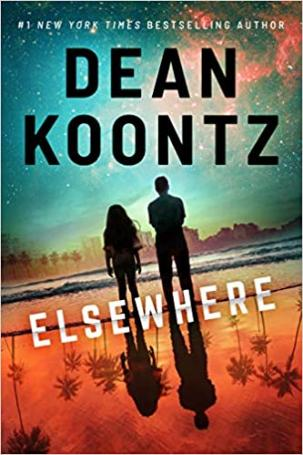 #1 NEW YORK TIMES BESTSELLING AUTHOR
DEAN
KOONTZ
ELSEWHERE